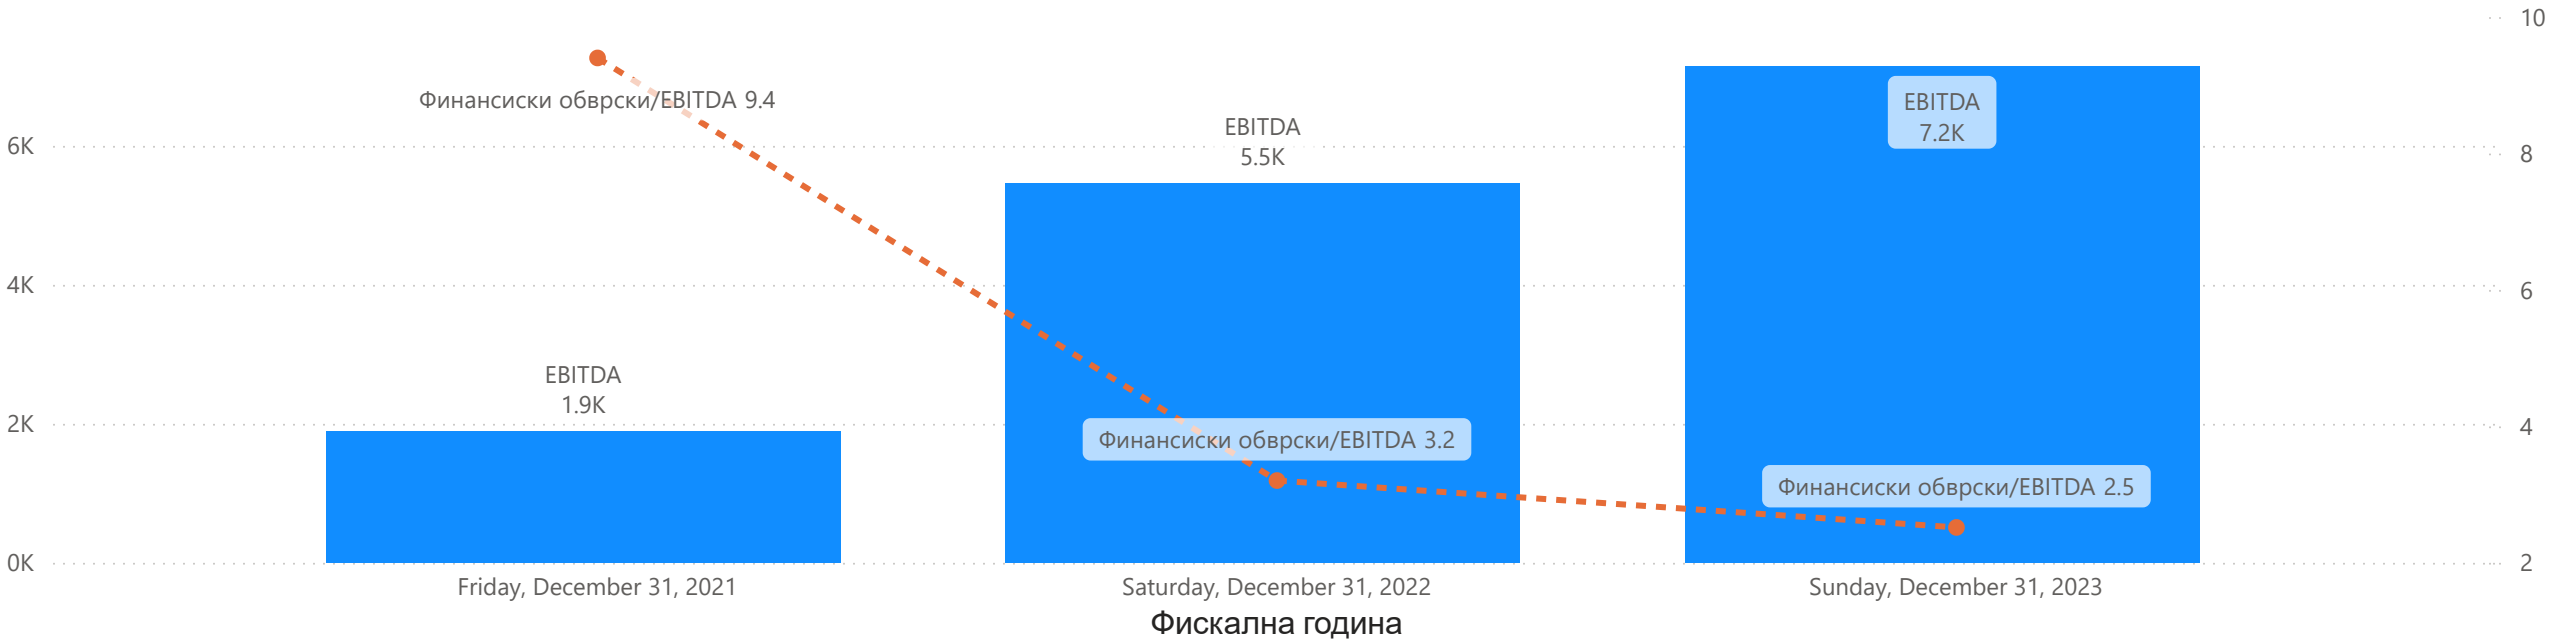 10
Финансиски обврски/EBITDA 9.4
EBITDA
5.5K
EBITDA
7.2K
6K
8
4K
6
EBITDA
1.9K
2K
4
Финансиски обврски/EBITDA 3.2
Финансиски обврски/EBITDA 2.5
0K
2
Friday, December 31, 2021
Saturday, December 31, 2022
Sunday, December 31, 2023
Фискална година